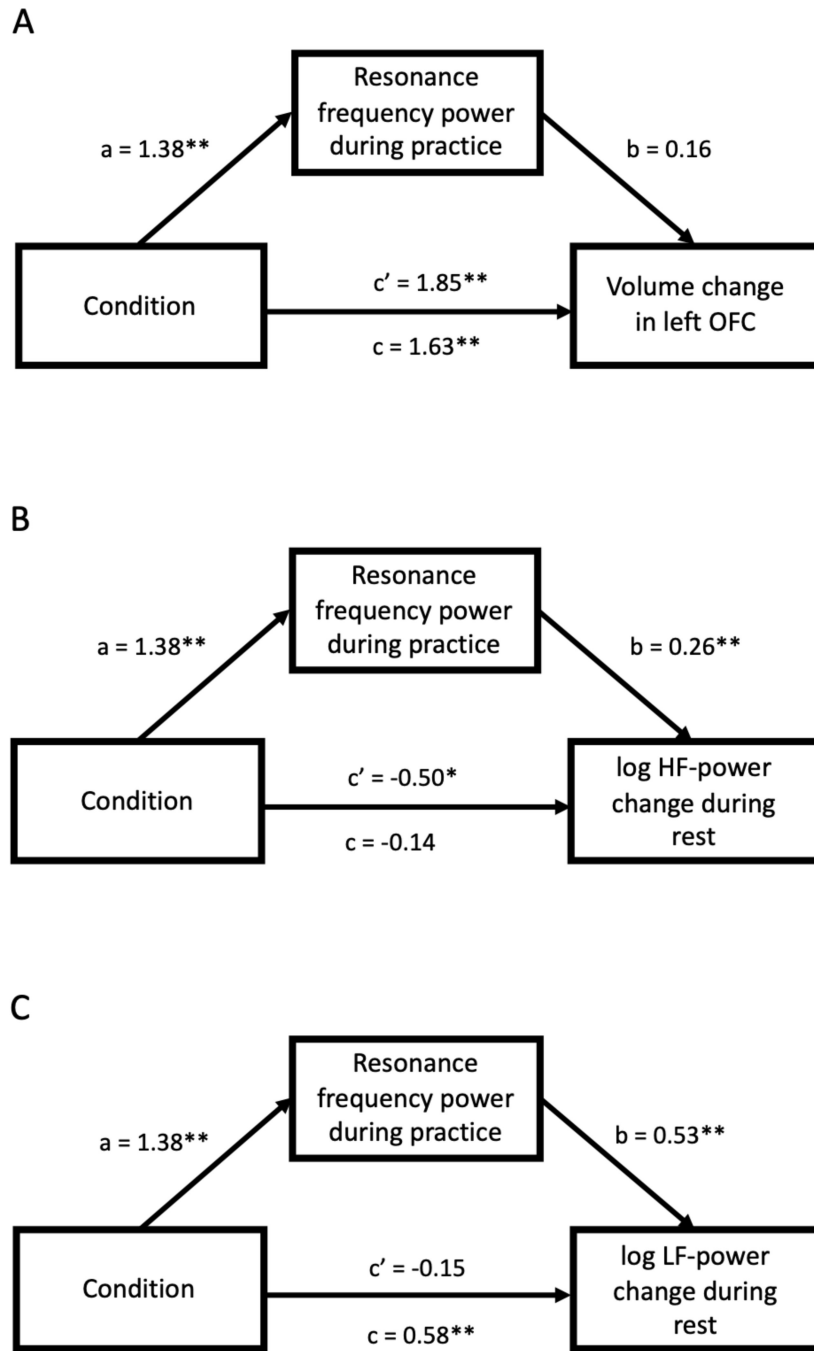 A
Resonance
frequency power
during practice
a = 1.38**
b = 0.16
Condition
c’ = 1.85**
c = 1.63**
Volume change
in left OFC
B
Resonance
frequency power
during practice
a = 1.38**
b = 0.26**
Condition
c’ = -0.50*
c = -0.14
log HF-power
change during
rest
C
Resonance
frequency power
during practice
a = 1.38**
b = 0.53**
Condition
c’ = -0.15
c = 0.58**
log LF-power
change during
rest